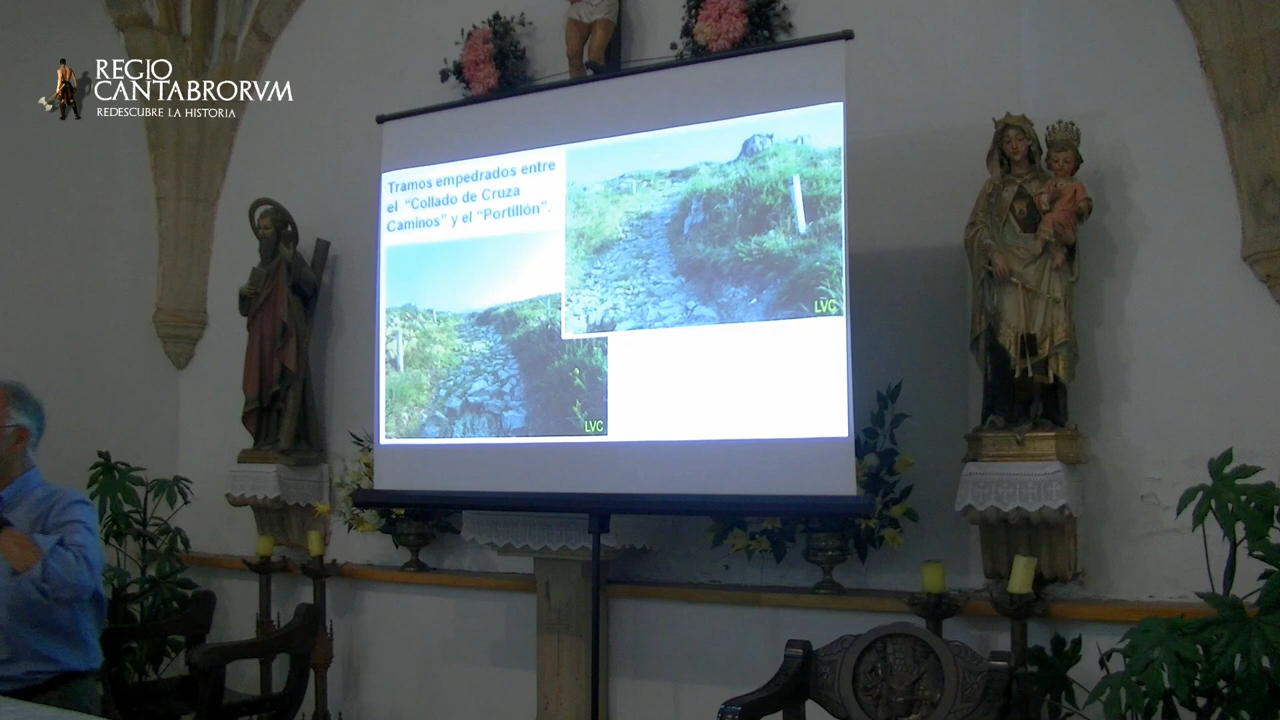 REGIO
CANTABRORVM
REDESCUBRE LA HISTORIA
Tramos empedrados entre
el “Collado de Cruza
Caminos” y el “Portillón”.
LVC
LVC